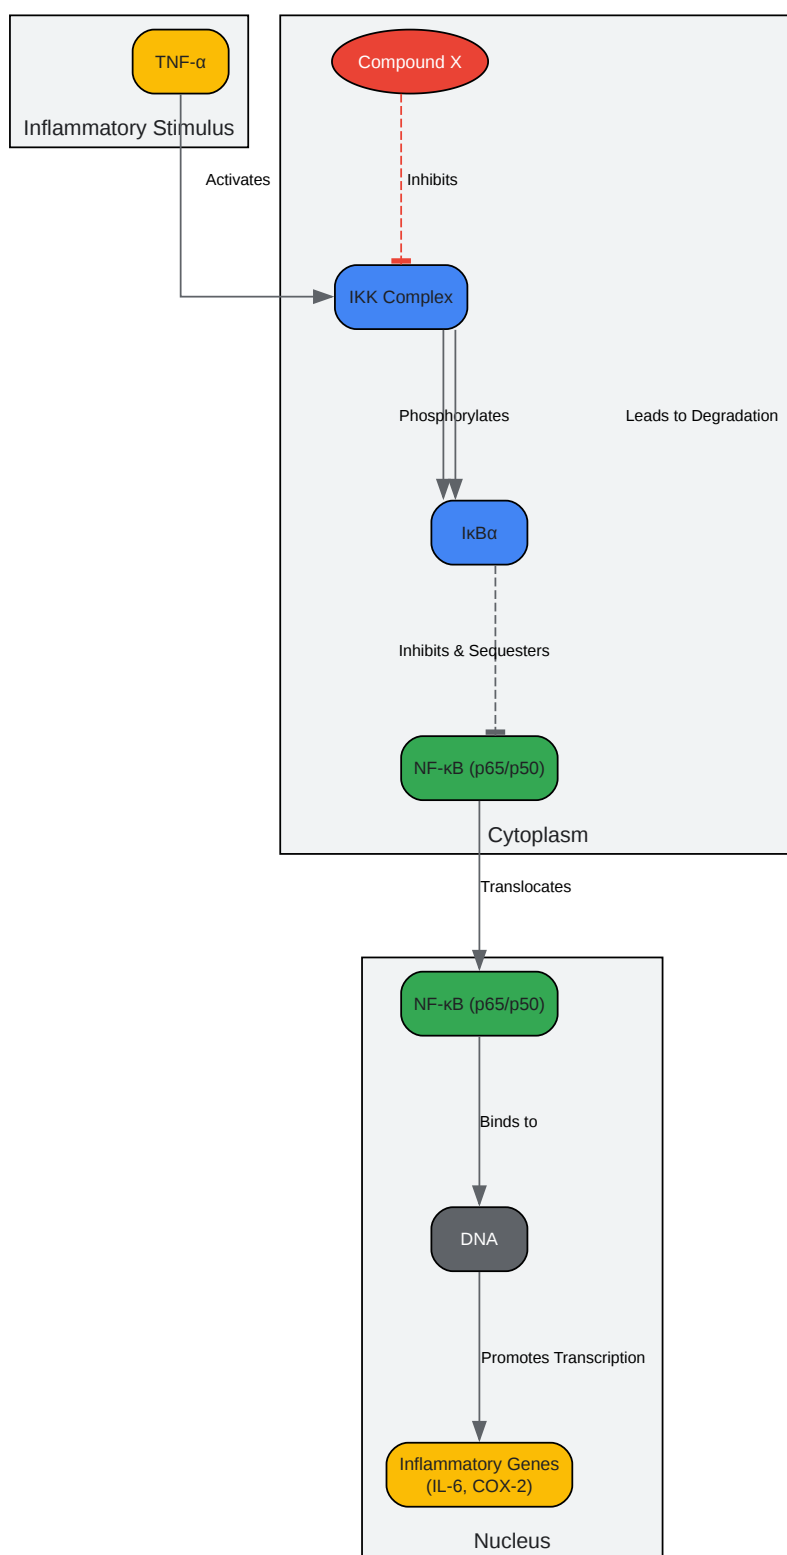 TNF-α
Compound X
Inflammatory Stimulus
Activates
Inhibits
IKK Complex
Phosphorylates
Leads to Degradation
IκBα
Inhibits & Sequesters
NF-κB (p65/p50)
Cytoplasm
Translocates
NF-κB (p65/p50)
Binds to
DNA
Promotes Transcription
Inflammatory Genes
(IL-6, COX-2)
Nucleus